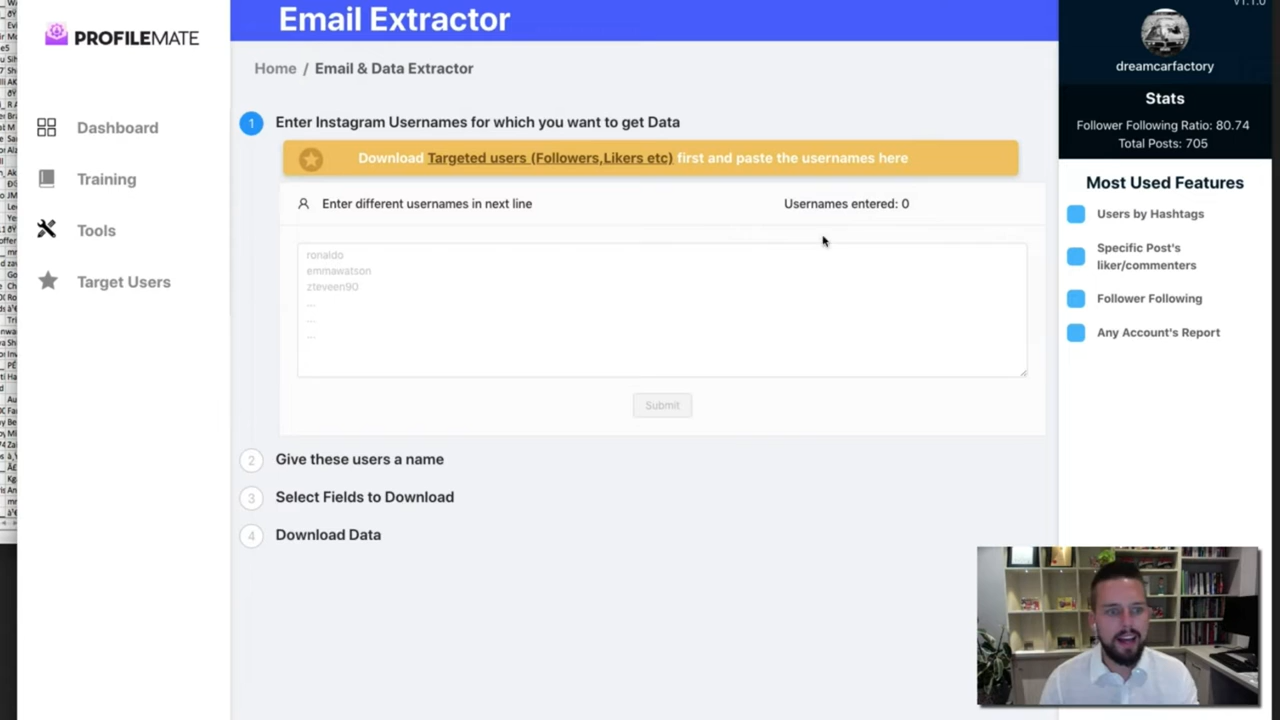 V1.1.0
Email Extractor
PROFILEMATE
dreamcarfactory
Home / Email & Data Extractor
Stats
Follower Following Ratio: 80.74
Total Posts: 705
1 Enter Instagram Usernames for which you want to get Data
Dashboard
Download Targeted users (Followers,Likers etc) first and paste the usernames here
Training
Most Used Features
Enter different usernames in next line
Usernames entered: 0
Users by Hashtags
Tools
Specific Post's
liker/commenters
ronaldo
emmawatson
zteveen90
...
...
...
Target Users
Follower Following
Any Account's Report
Submit
2 Give these users a name
3 Select Fields to Download
4 Download Data